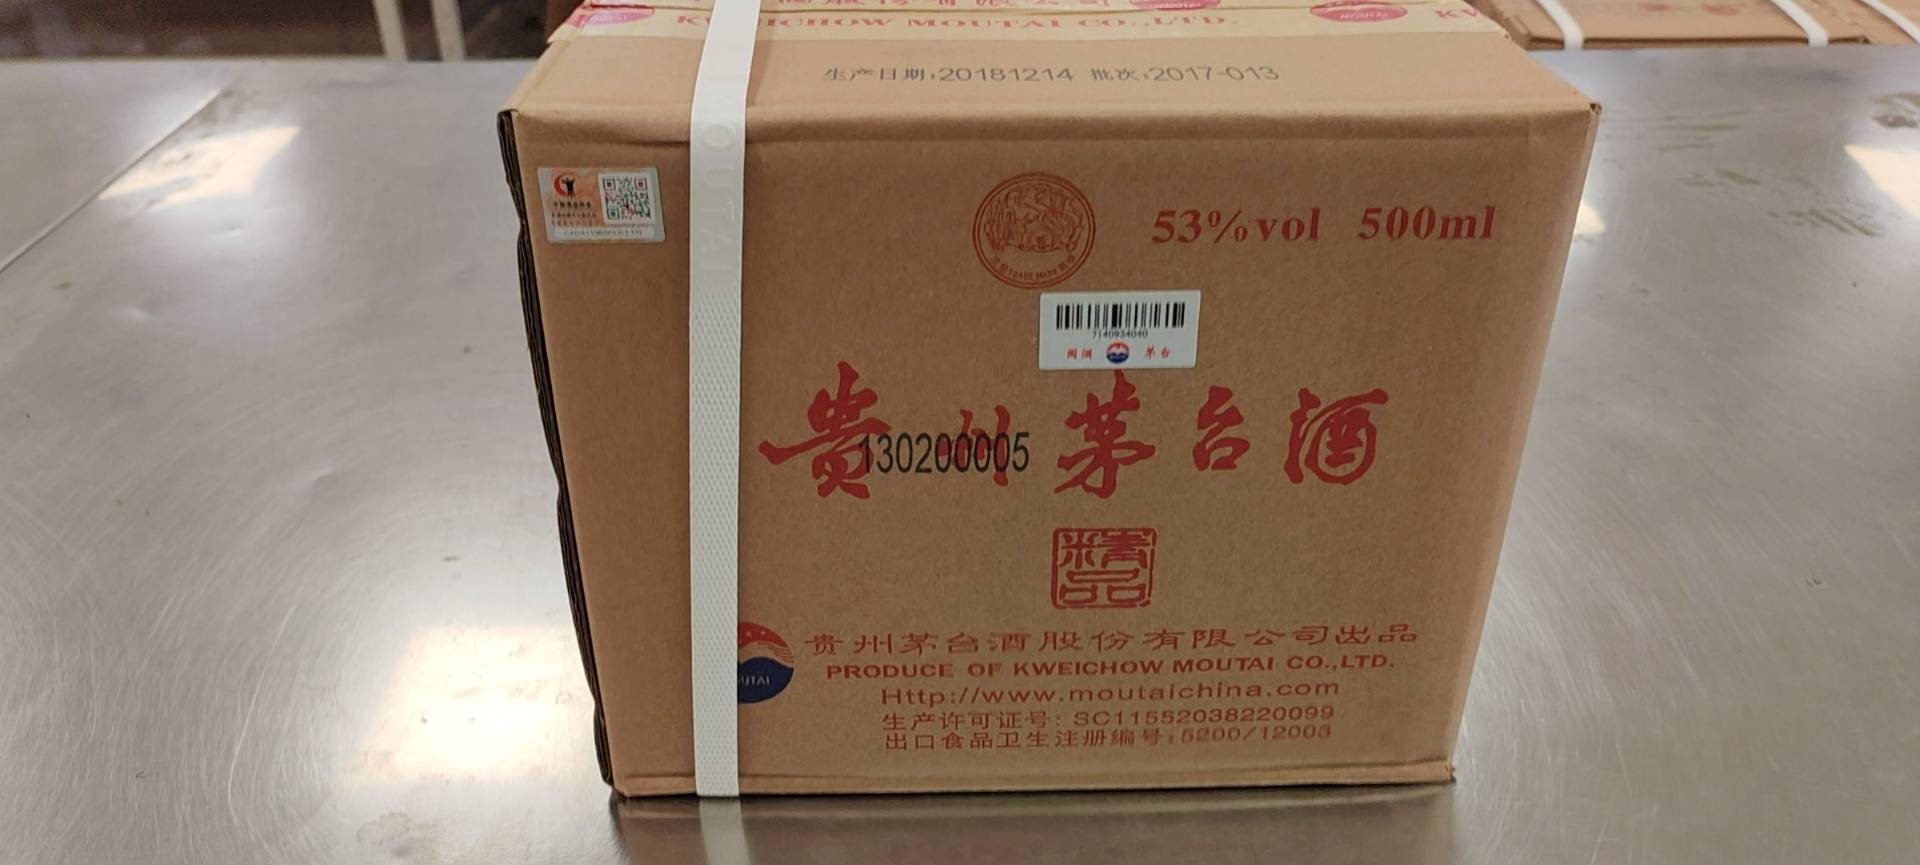 KWEICHOW MOUTAI CO.,LTD.
生产日期:20181214 批次:2017-013
53%vol 500ml
TRADE MARK
7140934040
国酒 茅台
贵州茅台酒
130200005
精品
贵州茅台酒股份有限公司出品
PRODUCE OF KWEICHOW MOUTAI CO.,LTD.
Http://www.moutaichina.com
生产许可证号:SC11552038220099
出口食品卫生注册编号:5200/12003